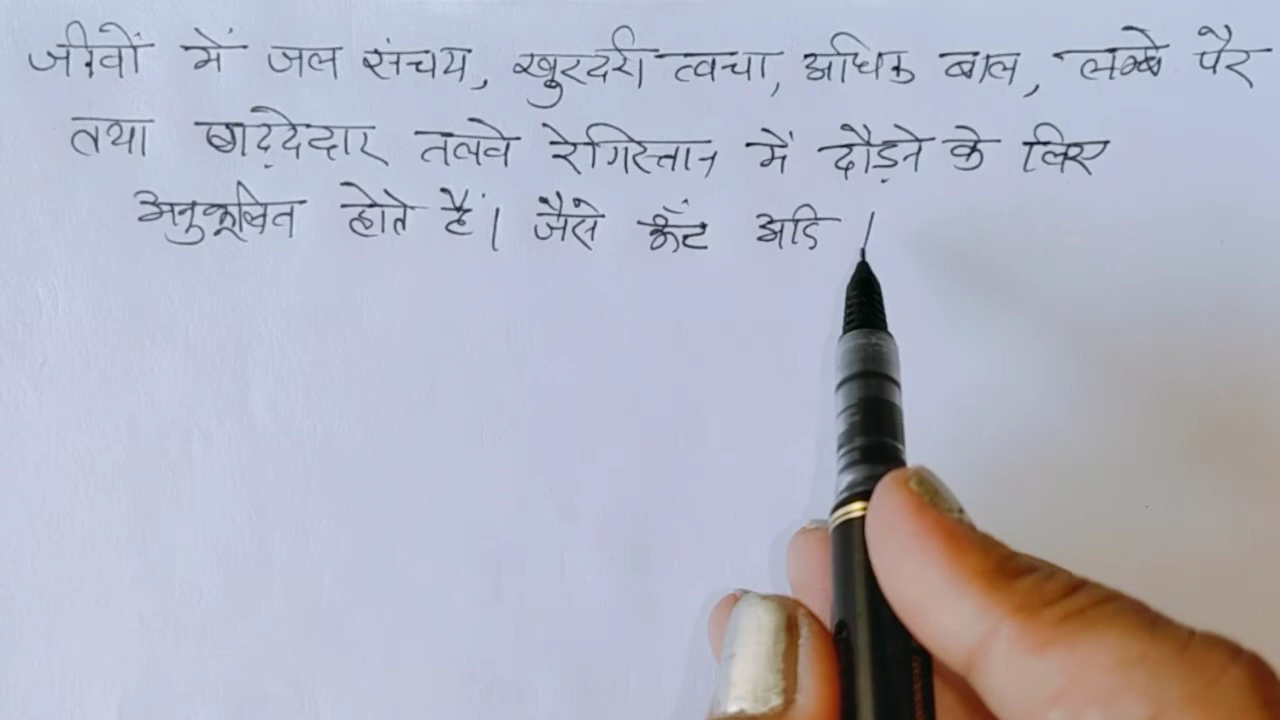 जीवों में जल संचय, खुरदरी त्वचा, अधिक बाल, लम्बे पैर
तथा गद्देदार तलवे रेगिस्तान में दौड़ने के लिए
अनुकूलित होते हैं। जैसे ऊँट आदि ।